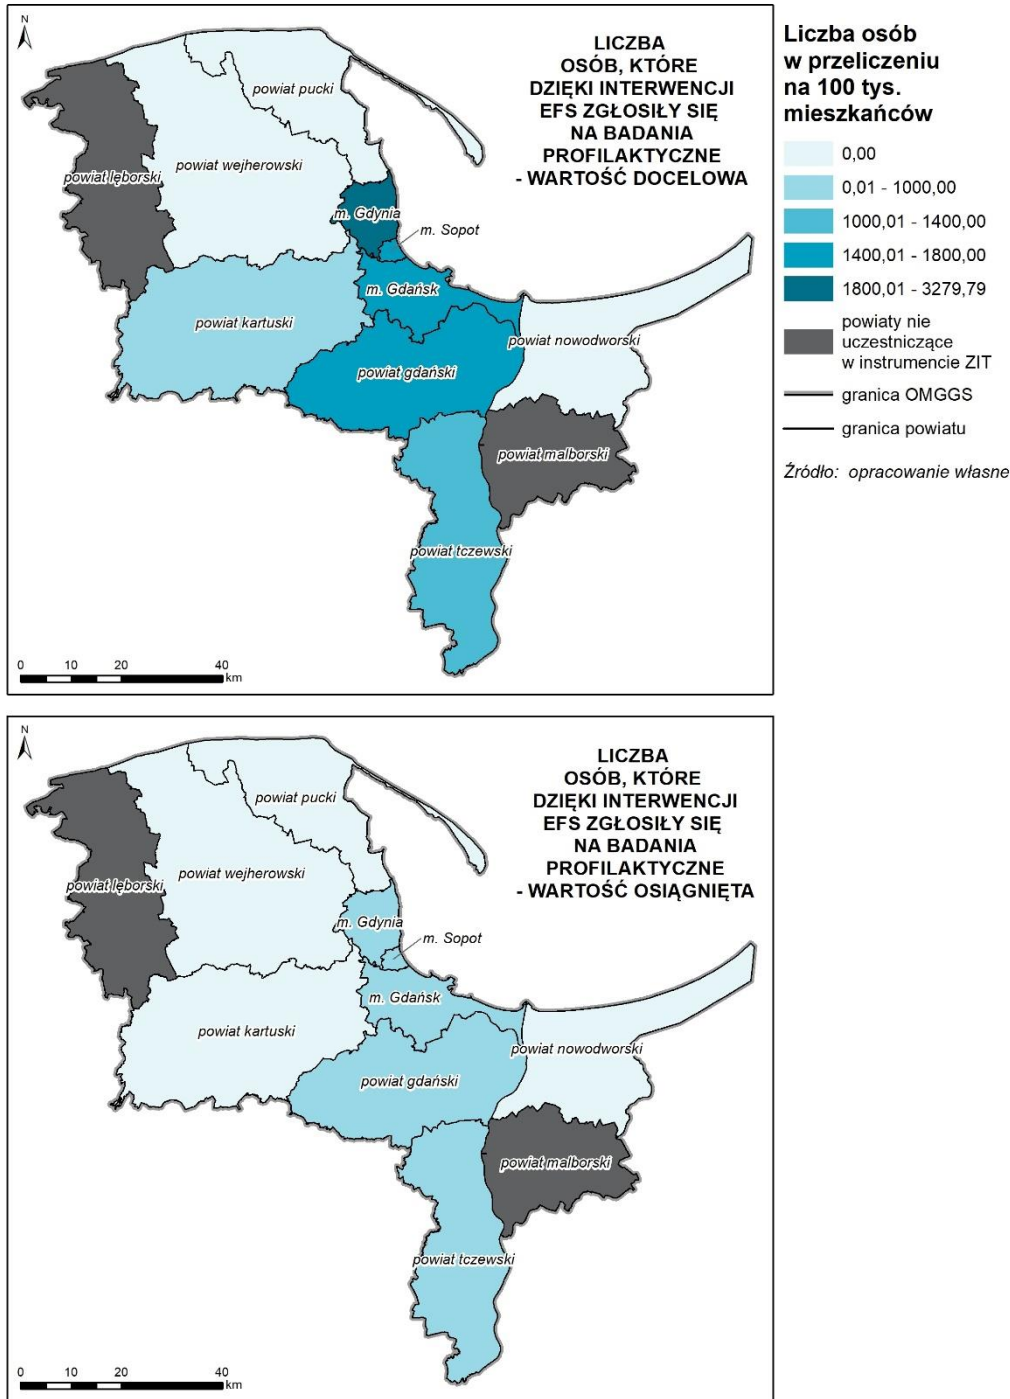 N
LICZBA
OSÓB, KTÓRE
DZIĘKI INTERWENCJI
EFS ZGŁOSIŁY SIĘ
NA BADANIA
PROFILAKTYCZNE
- WARTOŚĆ DOCELOWA
powiat pucki
powiat wejherowski
powiat lęborski
m. Gdynia
m. Sopot
m. Gdańsk
powiat kartuski
powiat nowodworski
powiat gdański
powiat malborski
powiat tczewski
0 10 20 40
km
Liczba osób
w przeliczeniu
na 100 tys.
mieszkańców
0,00
0,01 - 1000,00
1000,01 - 1400,00
1400,01 - 1800,00
1800,01 - 3279,79
powiaty nie
uczestniczące
w instrumencie ZIT
granica OMGGS
granica powiatu
Źródło: opracowanie własne
N
LICZBA
OSÓB, KTÓRE
DZIĘKI INTERWENCJI
EFS ZGŁOSIŁY SIĘ
NA BADANIA
PROFILAKTYCZNE
- WARTOŚĆ OSIĄGNIĘTA
powiat pucki
powiat wejherowski
powiat lęborski
m. Gdynia
m. Sopot
m. Gdańsk
powiat kartuski
powiat nowodworski
powiat gdański
powiat malborski
powiat tczewski
0 10 20 40
km